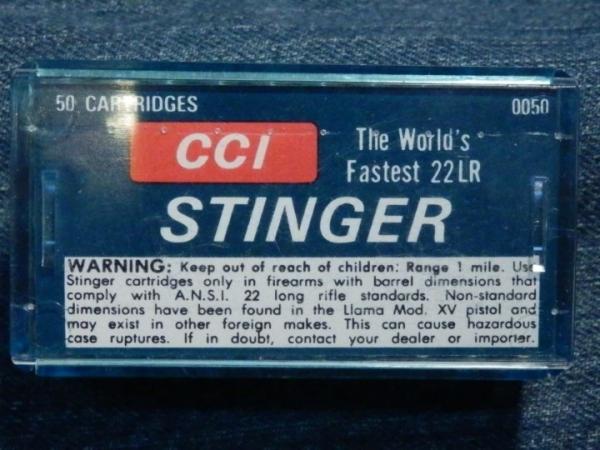 50 CARTRIDGES 0050
CCI
The World's
Fastest 22LR
STINGER
WARNING: Keep out of reach of children: Range 1 mile. Use
Stinger cartridges only in firearms with barrel dimensions that
comply with A.N.S.I. 22 long rifle standards. Non-standard
dimensions have been found in the Llama Mod. XV pistol and
may exist in other foreign makes. This can cause hazardous
case ruptures. If in doubt, contact your dealer or importer.